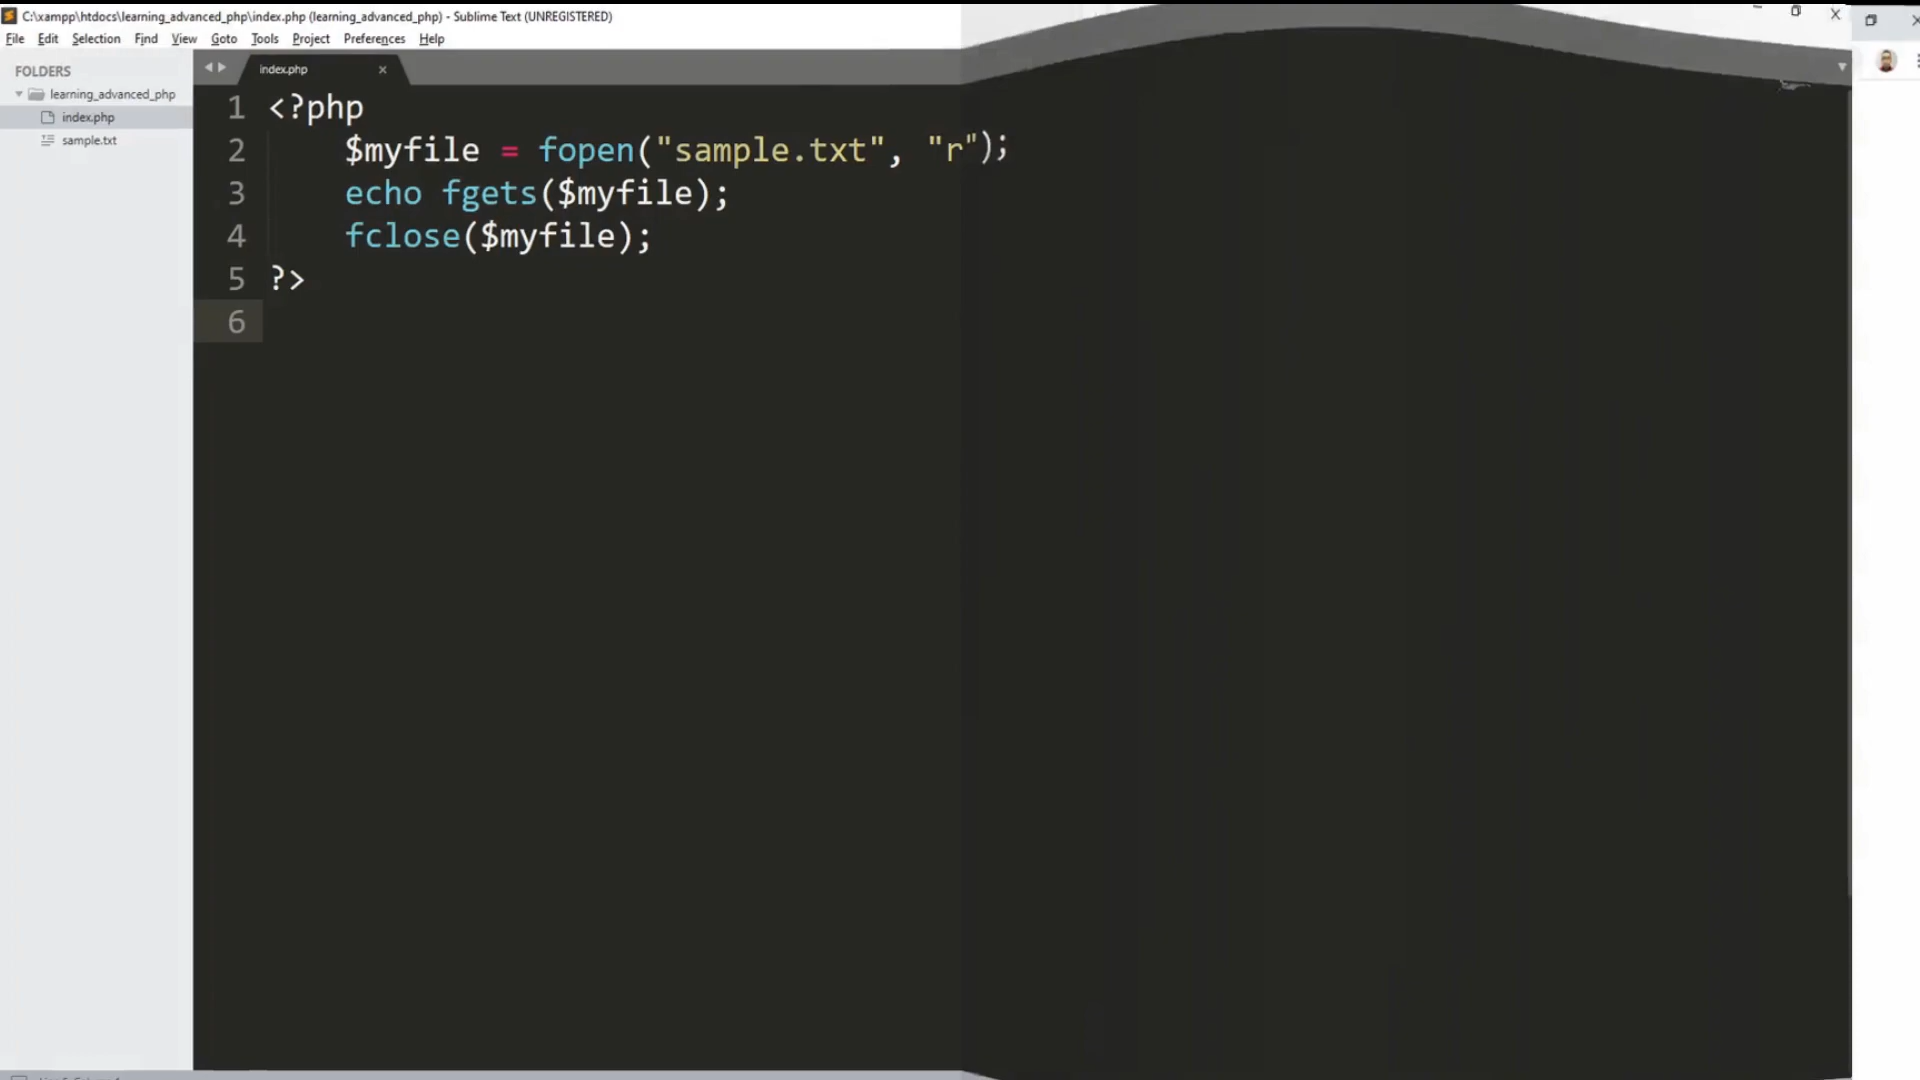 C:\xampp\htdocs\learning_advanced_php\index.php (learning_advanced_php) - Sublime Text (UNREGISTERED)
File Edit Selection Find View Goto Tools Project Preferences Help
FOLDERS
learning_advanced_php
index.php
sample.txt
index.php
1 <?php
2 $myfile = fopen("sample.txt", "r");
3 echo fgets($myfile);
4 fclose($myfile);
5 ?>
6